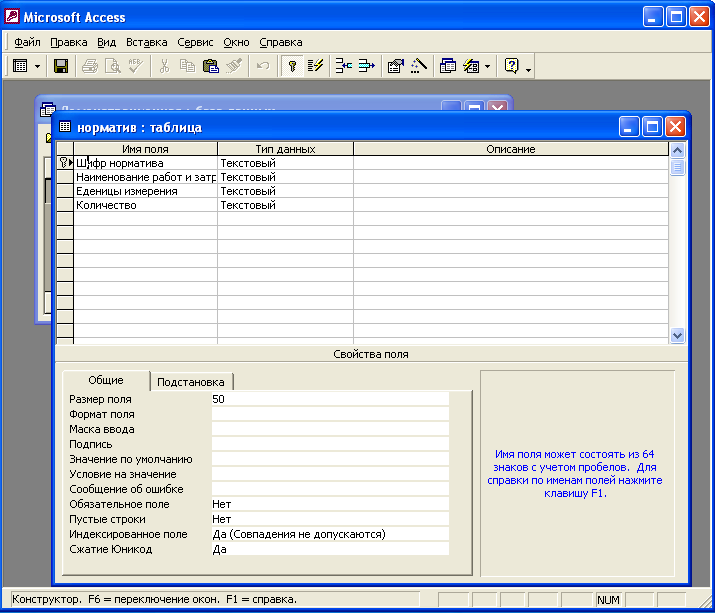 Microsoft Access
Файл Правка Вид Вставка Сервис Окно Справка
норматив : таблица
Имя поля Тип данных Описание
Шифр норматива Текстовый
Наименование работ и затр Текстовый
Еденицы измерения Текстовый
Количество Текстовый
Свойства поля
Общие Подстановка
Размер поля 50
Формат поля
Маска ввода
Подпись
Значение по умолчанию
Условие на значение
Сообщение об ошибке
Обязательное поле Нет
Пустые строки Нет
Индексированное поле Да (Совпадения не допускаются)
Сжатие Юникод Да
Имя поля может состоять из 64
знаков с учетом пробелов. Для
справки по именам полей нажмите
клавишу F1.
Конструктор. F6 = переключение окон. F1 = справка. NUM